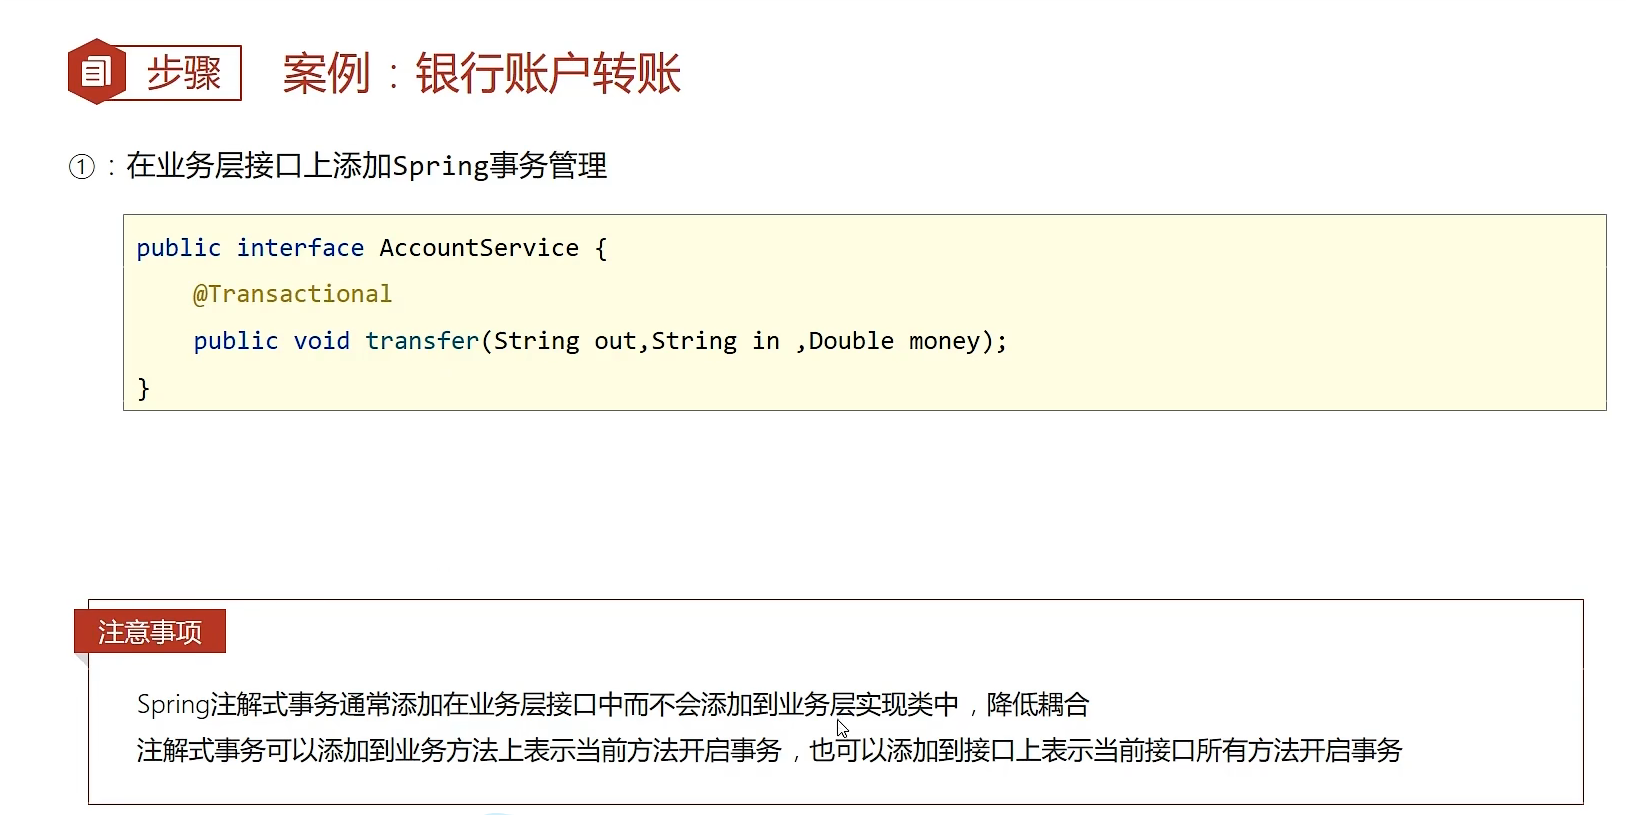 步骤 案例：银行账户转账
①：在业务层接口上添加Spring事务管理
public interface AccountService {
@Transactional
public void transfer(String out,String in ,Double money);
}
注意事项
Spring注解式事务通常添加在业务层接口中而不会添加到业务层实现类中，降低耦合
注解式事务可以添加到业务方法上表示当前方法开启事务，也可以添加到接口上表示当前接口所有方法开启事务